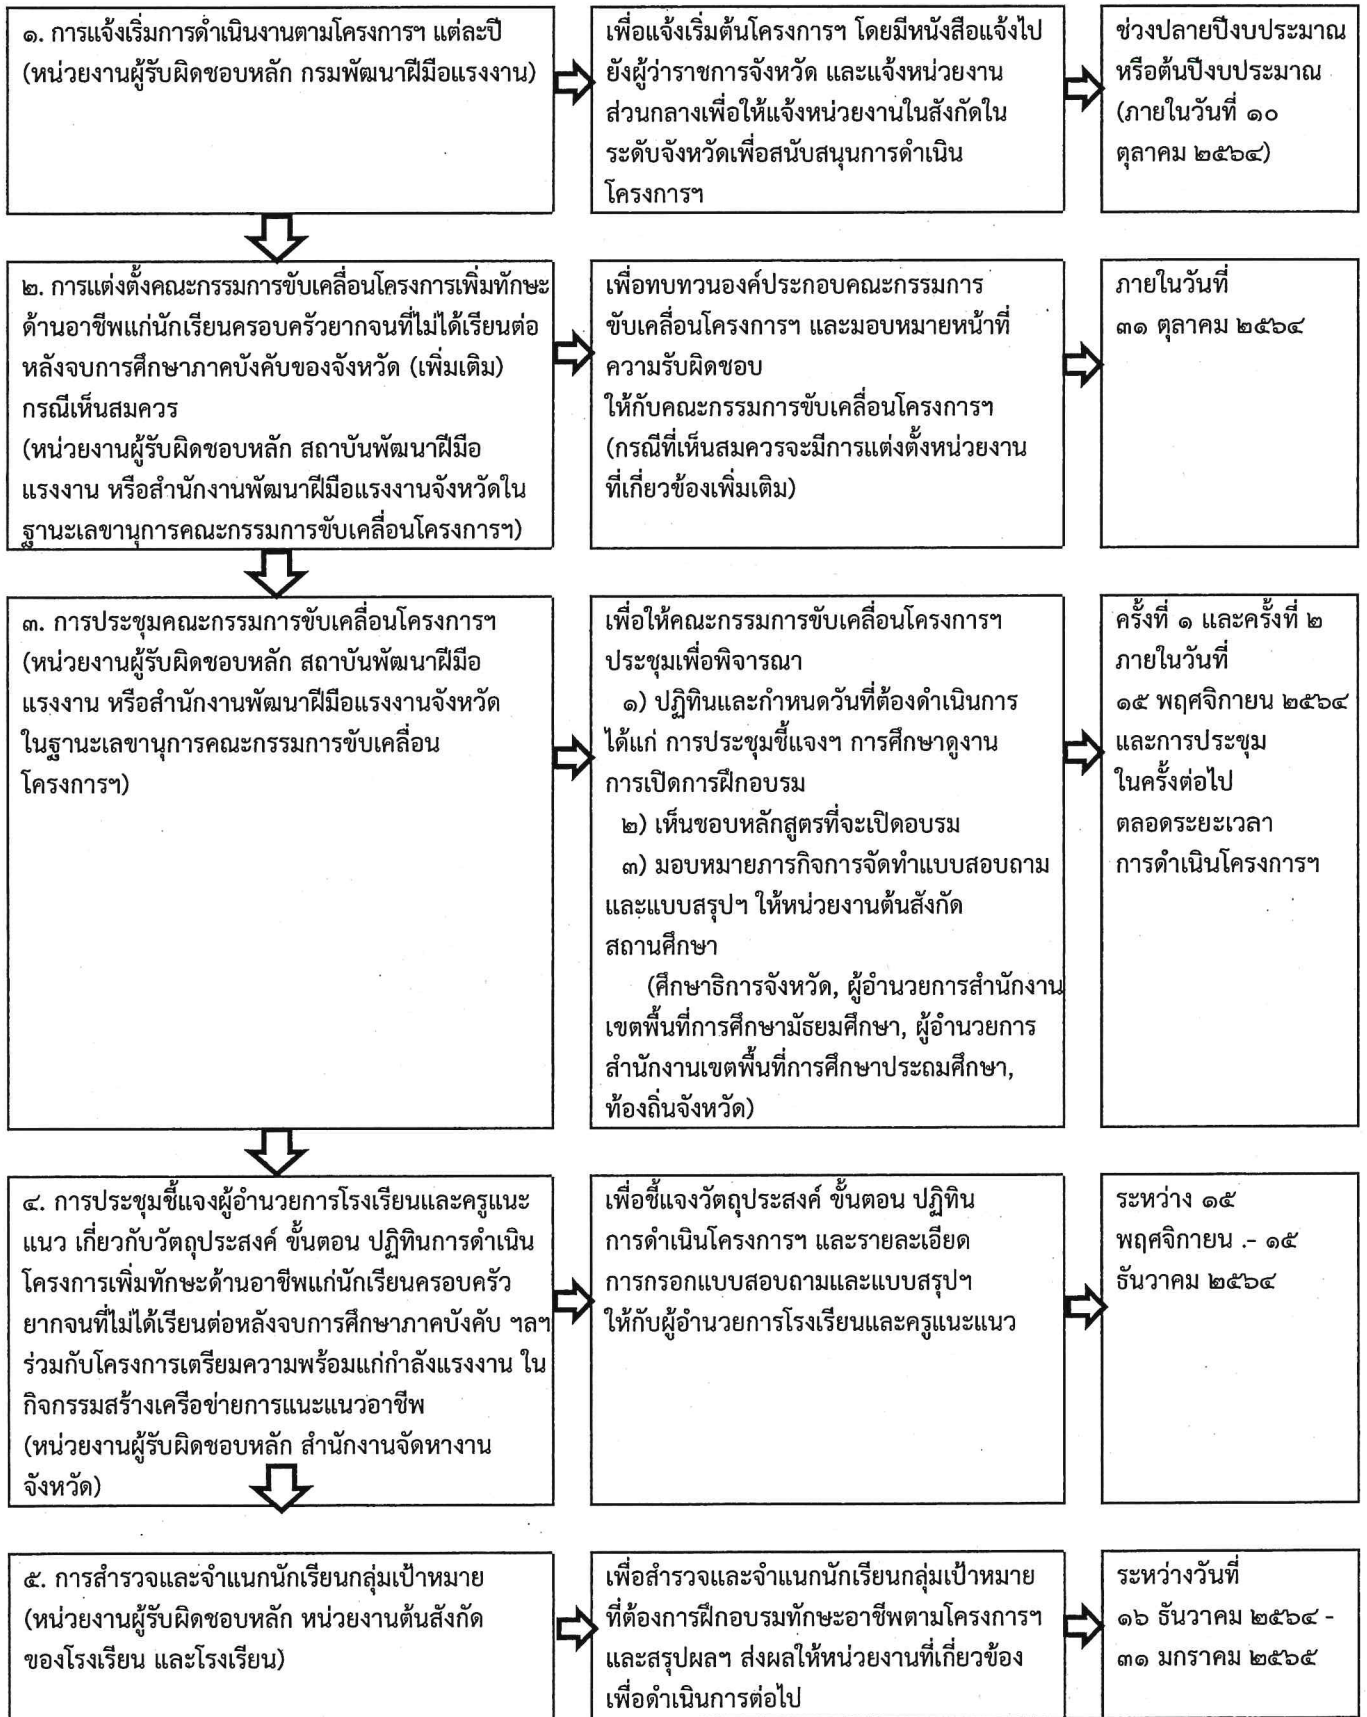 ๑. การแจ้งเริ่มการดำเนินงานตามโครงการฯ แต่ละปี
(หน่วยงานผู้รับผิดชอบหลัก กรมพัฒนาฝีมือแรงงาน)
เพื่อแจ้งเริ่มต้นโครงการฯ โดยมีหนังสือแจ้งไป
ยังผู้ว่าราชการจังหวัด และแจ้งหน่วยงาน
ส่วนกลางเพื่อให้แจ้งหน่วยงานในสังกัดใน
ระดับจังหวัดเพื่อสนับสนุนการดำเนิน
โครงการฯ
ช่วงปลายปีงบประมาณ
หรือต้นปีงบประมาณ
(ภายในวันที่ ๑๐
ตุลาคม ๒๕๖๔)
๒. การแต่งตั้งคณะกรรมการขับเคลื่อนโครงการเพิ่มทักษะ
ด้านอาชีพแก่นักเรียนครอบครัวยากจนที่ไม่ได้เรียนต่อ
หลังจบการศึกษาภาคบังคับของจังหวัด (เพิ่มเติม)
กรณีเห็นสมควร
(หน่วยงานผู้รับผิดชอบหลัก สถาบันพัฒนาฝีมือ
แรงงาน หรือสำนักงานพัฒนาฝีมือแรงงานจังหวัดใน
ฐานะเลขานุการคณะกรรมการขับเคลื่อนโครงการฯ)
เพื่อทบทวนองค์ประกอบคณะกรรมการ
ขับเคลื่อนโครงการฯ และมอบหมายหน้าที่
ความรับผิดชอบ
ให้กับคณะกรรมการขับเคลื่อนโครงการฯ
(กรณีที่เห็นสมควรจะมีการแต่งตั้งหน่วยงาน
ที่เกี่ยวข้องเพิ่มเติม)
ภายในวันที่
๓๑ ตุลาคม ๒๕๖๔
๓. การประชุมคณะกรรมการขับเคลื่อนโครงการฯ
(หน่วยงานผู้รับผิดชอบหลัก สถาบันพัฒนาฝีมือ
แรงงาน หรือสำนักงานพัฒนาฝีมือแรงงานจังหวัด
ในฐานะเลขานุการคณะกรรมการขับเคลื่อน
โครงการฯ)
เพื่อให้คณะกรรมการขับเคลื่อนโครงการฯ
ประชุมเพื่อพิจารณา
๑) ปฏิทินและกำหนดวันที่ต้องดำเนินการ
ได้แก่ การประชุมชี้แจงฯ การศึกษาดูงาน
การเปิดการฝึกอบรม
๒) เห็นชอบหลักสูตรที่จะเปิดอบรม
๓) มอบหมายภารกิจการจัดทำแบบสอบถาม
และแบบสรุปฯ ให้หน่วยงานต้นสังกัด
สถานศึกษา
(ศึกษาธิการจังหวัด, ผู้อำนวยการสำนักงาน
เขตพื้นที่การศึกษามัธยมศึกษา, ผู้อำนวยการ
สำนักงานเขตพื้นที่การศึกษาประถมศึกษา,
ท้องถิ่นจังหวัด)
ครั้งที่ ๑ และครั้งที่ ๒
ภายในวันที่
๑๕ พฤศจิกายน ๒๕๖๔
และการประชุม
ในครั้งต่อไป
ตลอดระยะเวลา
การดำเนินโครงการฯ
๔. การประชุมชี้แจงผู้อำนวยการโรงเรียนและครูแนะ
แนว เกี่ยวกับวัตถุประสงค์ ขั้นตอน ปฏิทินการดำเนิน
โครงการเพิ่มทักษะด้านอาชีพแก่นักเรียนครอบครัว
ยากจนที่ไม่ได้เรียนต่อหลังจบการศึกษาภาคบังคับ ฯลฯ
ร่วมกับโครงการเตรียมความพร้อมแก่กำลังแรงงาน ใน
กิจกรรมสร้างเครือข่ายการแนะแนวอาชีพ
(หน่วยงานผู้รับผิดชอบหลัก สำนักงานจัดหางาน
จังหวัด)
เพื่อชี้แจงวัตถุประสงค์ ขั้นตอน ปฏิทิน
การดำเนินโครงการฯ และรายละเอียด
การกรอกแบบสอบถามและแบบสรุปฯ
ให้กับผู้อำนวยการโรงเรียนและครูแนะแนว
ระหว่าง ๑๕
พฤศจิกายน .- ๑๕
ธันวาคม ๒๕๖๔
๕. การสำรวจและจำแนกนักเรียนกลุ่มเป้าหมาย
(หน่วยงานผู้รับผิดชอบหลัก หน่วยงานต้นสังกัด
ของโรงเรียน และโรงเรียน)
เพื่อสำรวจและจำแนกนักเรียนกลุ่มเป้าหมาย
ที่ต้องการฝึกอบรมทักษะอาชีพตามโครงการฯ
และสรุปผลฯ ส่งผลให้หน่วยงานที่เกี่ยวข้อง
เพื่อดำเนินการต่อไป
ระหว่างวันที่
๑๖ ธันวาคม ๒๕๖๔ -
๓๑ มกราคม ๒๕๖๕